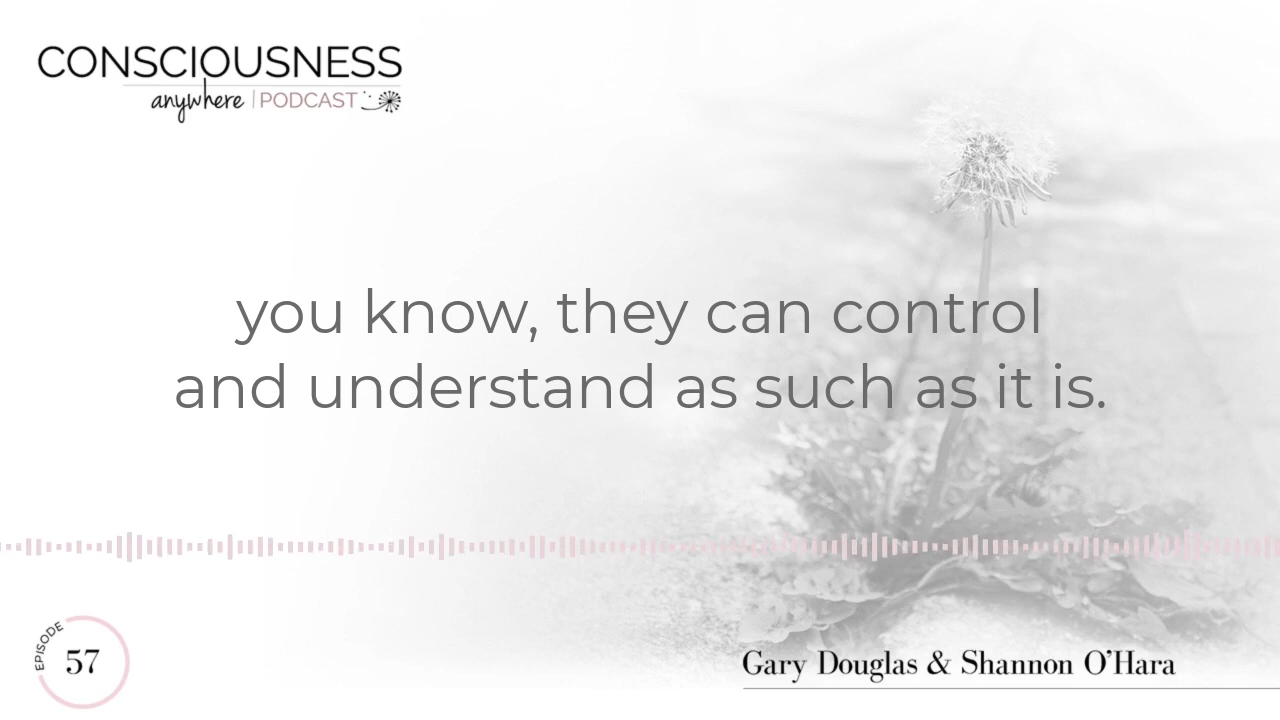 CONSCIOUSNESS
anywhere | PODCAST
you know, they can control
and understand as such as it is.
EPISODE
57
Gary Douglas & Shannon O'Hara